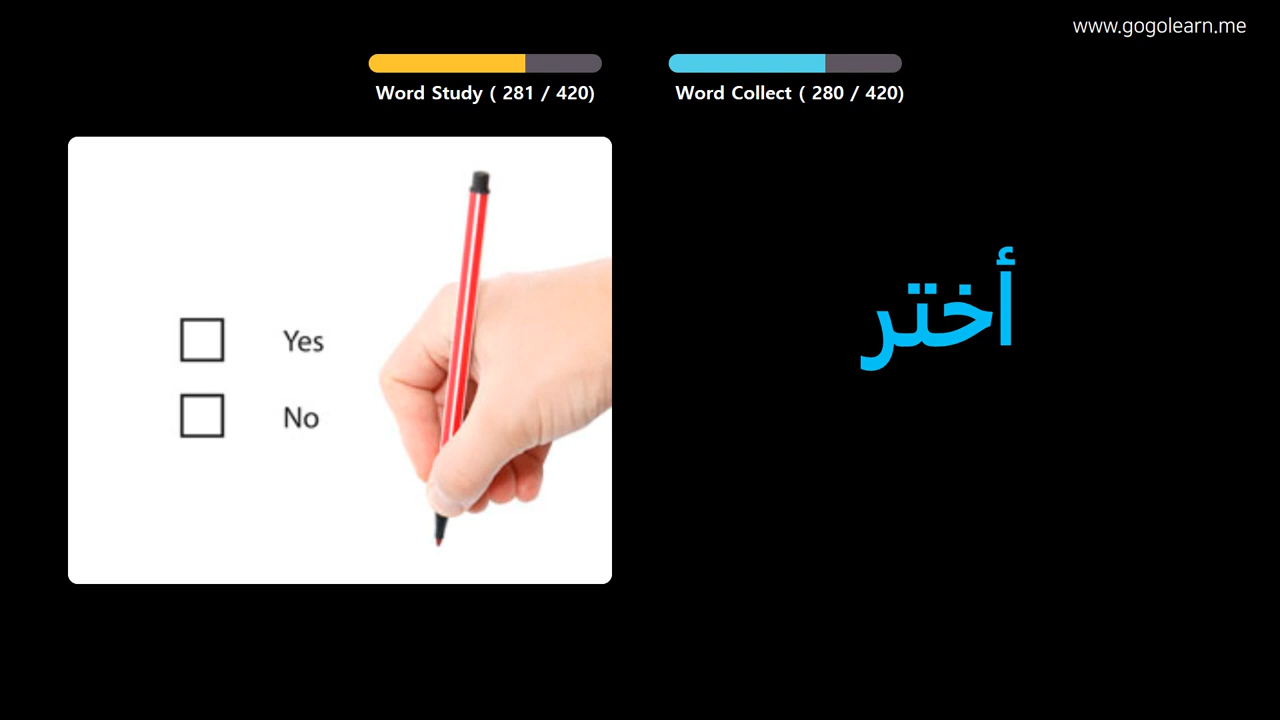 www.gogolearn.me
Word Study ( 281 / 420)
Word Collect ( 280 / 420)
Yes
No
أختر